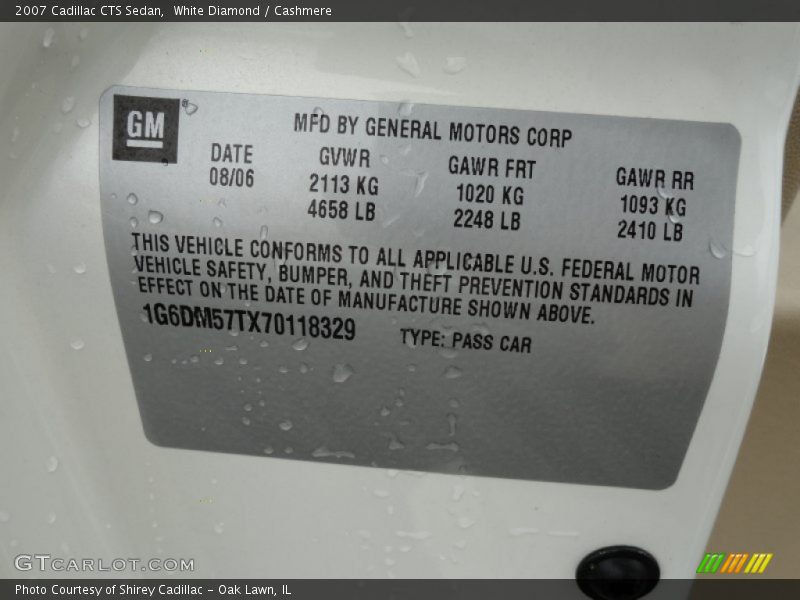 2007 Cadillac CTS Sedan, White Diamond / Cashmere
GM®
MFD BY GENERAL MOTORS CORP
DATE GVWR GAWR FRT GAWR RR
08/06 2113 KG 1020 KG 1093 KG
4658 LB 2248 LB 2410 LB
THIS VEHICLE CONFORMS TO ALL APPLICABLE U.S. FEDERAL MOTOR
VEHICLE SAFETY, BUMPER, AND THEFT PREVENTION STANDARDS IN
EFFECT ON THE DATE OF MANUFACTURE SHOWN ABOVE.
1G6DM57TX70118329 TYPE: PASS CAR
GTCARLOT.COM
Photo Courtesy of Shirey Cadillac - Oak Lawn, IL